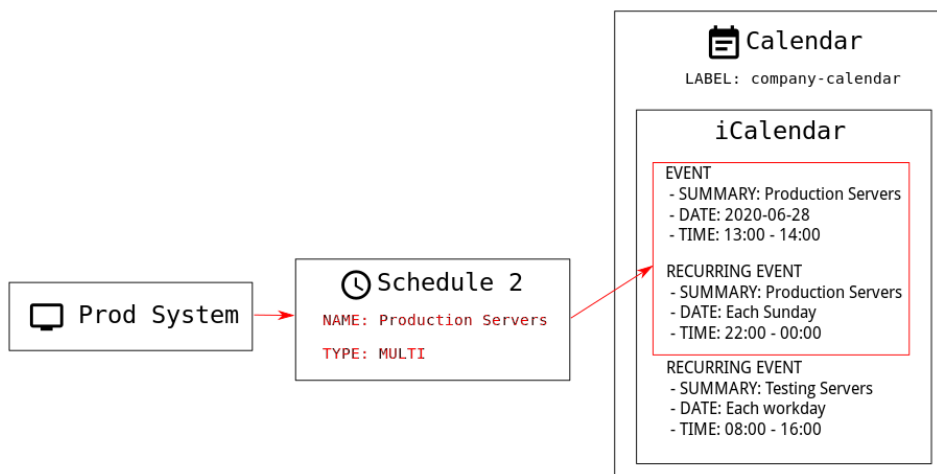 Calendar
LABEL: company-calendar
iCalendar
EVENT
- SUMMARY: Production Servers
- DATE: 2020-06-28
- TIME: 13:00 - 14:00
RECURRING EVENT
- SUMMARY: Production Servers
- DATE: Each Sunday
- TIME: 22:00 - 00:00
RECURRING EVENT
- SUMMARY: Testing Servers
- DATE: Each workday
- TIME: 08:00 - 16:00
Schedule 2
NAME: Production Servers
TYPE: MULTI
Prod System